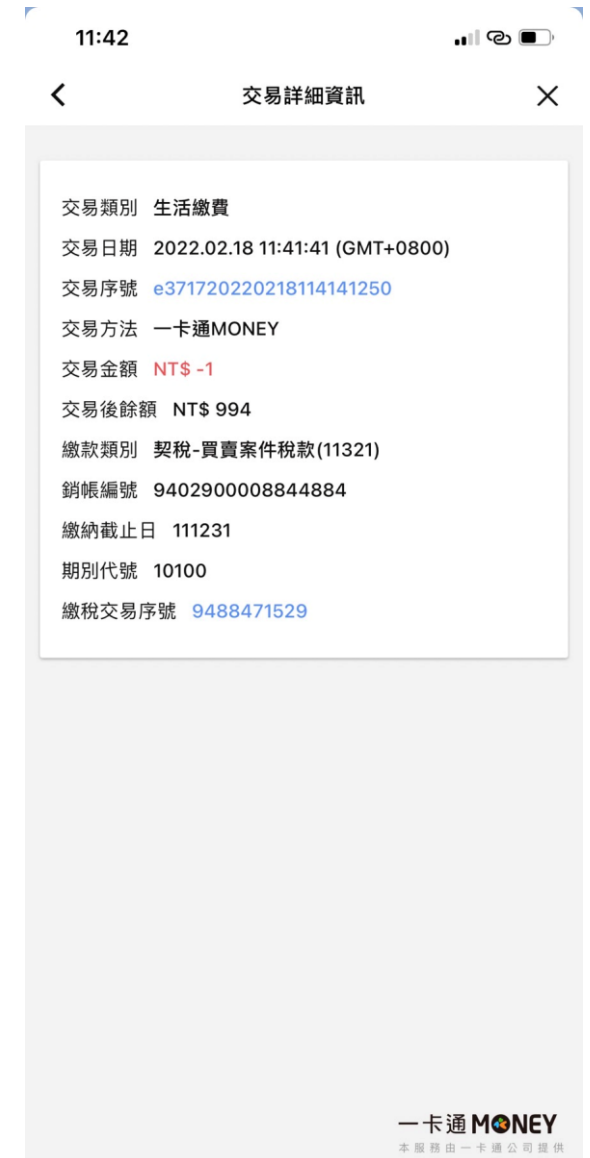 11:42
交易詳細資訊
交易類別 生活繳費
交易日期 2022.02.18 11:41:41 (GMT+0800)
交易序號 e371720220218114141250
交易方法 一卡通MONEY
交易金額 NT$ -1
交易後餘額 NT$ 994
繳款類別 契稅-買賣案件稅款(11321)
銷帳編號 9402900008844884
繳納截止日 111231
期別代號 10100
繳稅交易序號 9488471529
一卡通 MONEY
本服務由一卡通公司提供